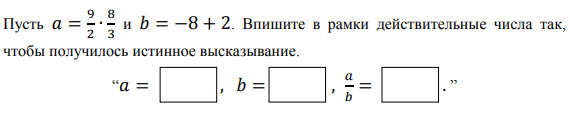 Пусть a = 9/2 · 8/3 и b = −8 + 2. Впишите в рамки действительные числа так,
чтобы получилось истинное высказывание.
“a = , b = , a/b = .”